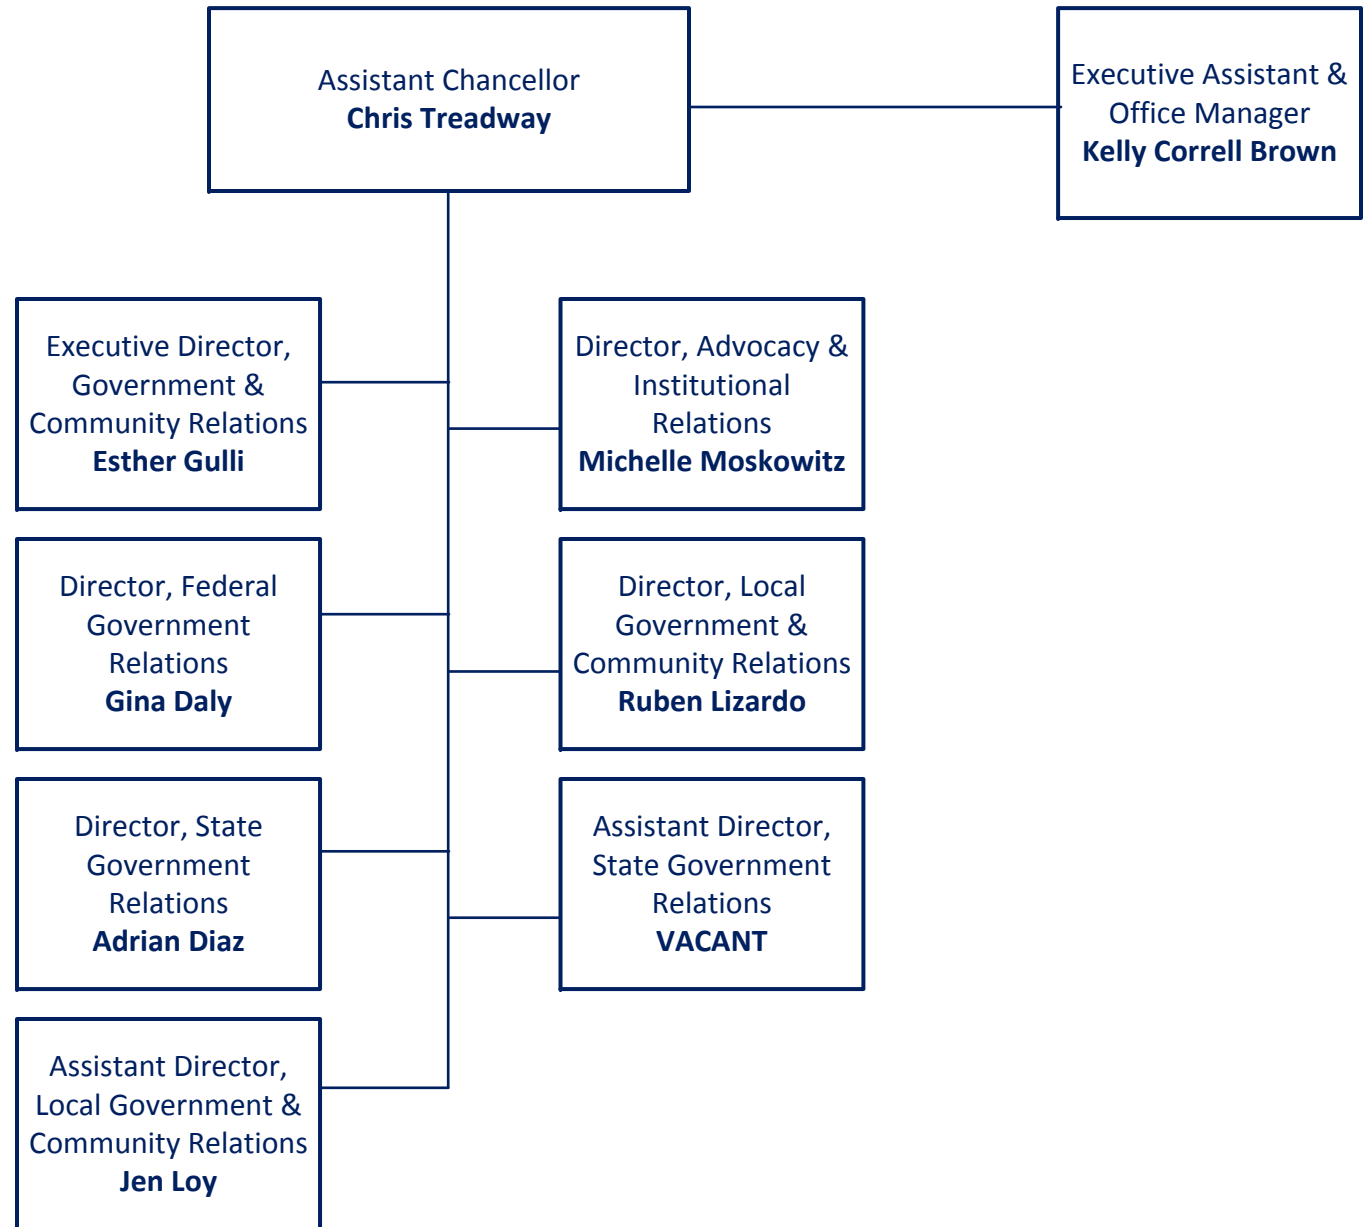 Assistant Chancellor
Chris Treadway
Executive Assistant &
Office Manager
Kelly Correll Brown
Executive Director,
Government &
Community Relations
Esther Gulli
Director, Advocacy &
Institutional
Relations
Michelle Moskowitz
Director, Federal
Government
Relations
Gina Daly
Director, Local
Government &
Community Relations
Ruben Lizardo
Director, State
Government
Relations
Adrian Diaz
Assistant Director,
State Government
Relations
VACANT
Assistant Director,
Local Government &
Community Relations
Jen Loy